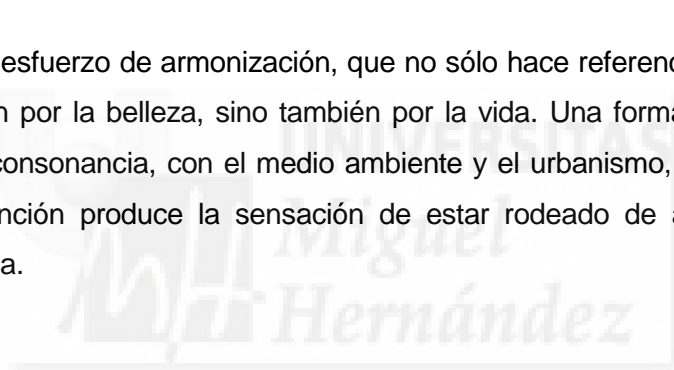 esfuerzo de armonización, que no sólo hace referenc
n por la belleza, sino también por la vida. Una forma
consonancia, con el medio ambiente y el urbanismo,
nción produce la sensación de estar rodeado de a
a.
UNIVERSITAS
Miguel
Hernández